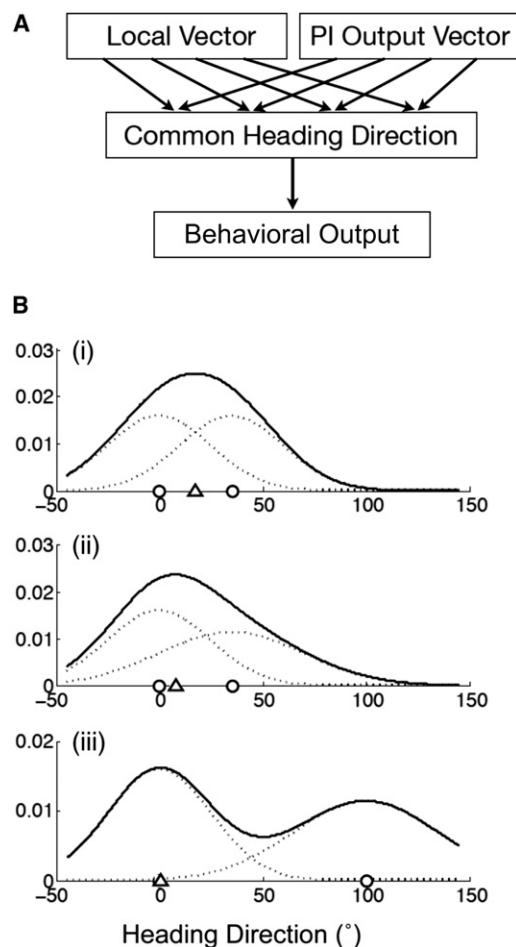 A
Local Vector
PI Output Vector
Common Heading Direction
Behavioral Output
B
(i)
0.03
0.02
0.01
0
-50 0 50 100 150
(ii)
0.03
0.02
0.01
0
-50 0 50 100 150
(iii)
0.02
0.01
0
-50 0 50 100 150
Heading Direction (°)